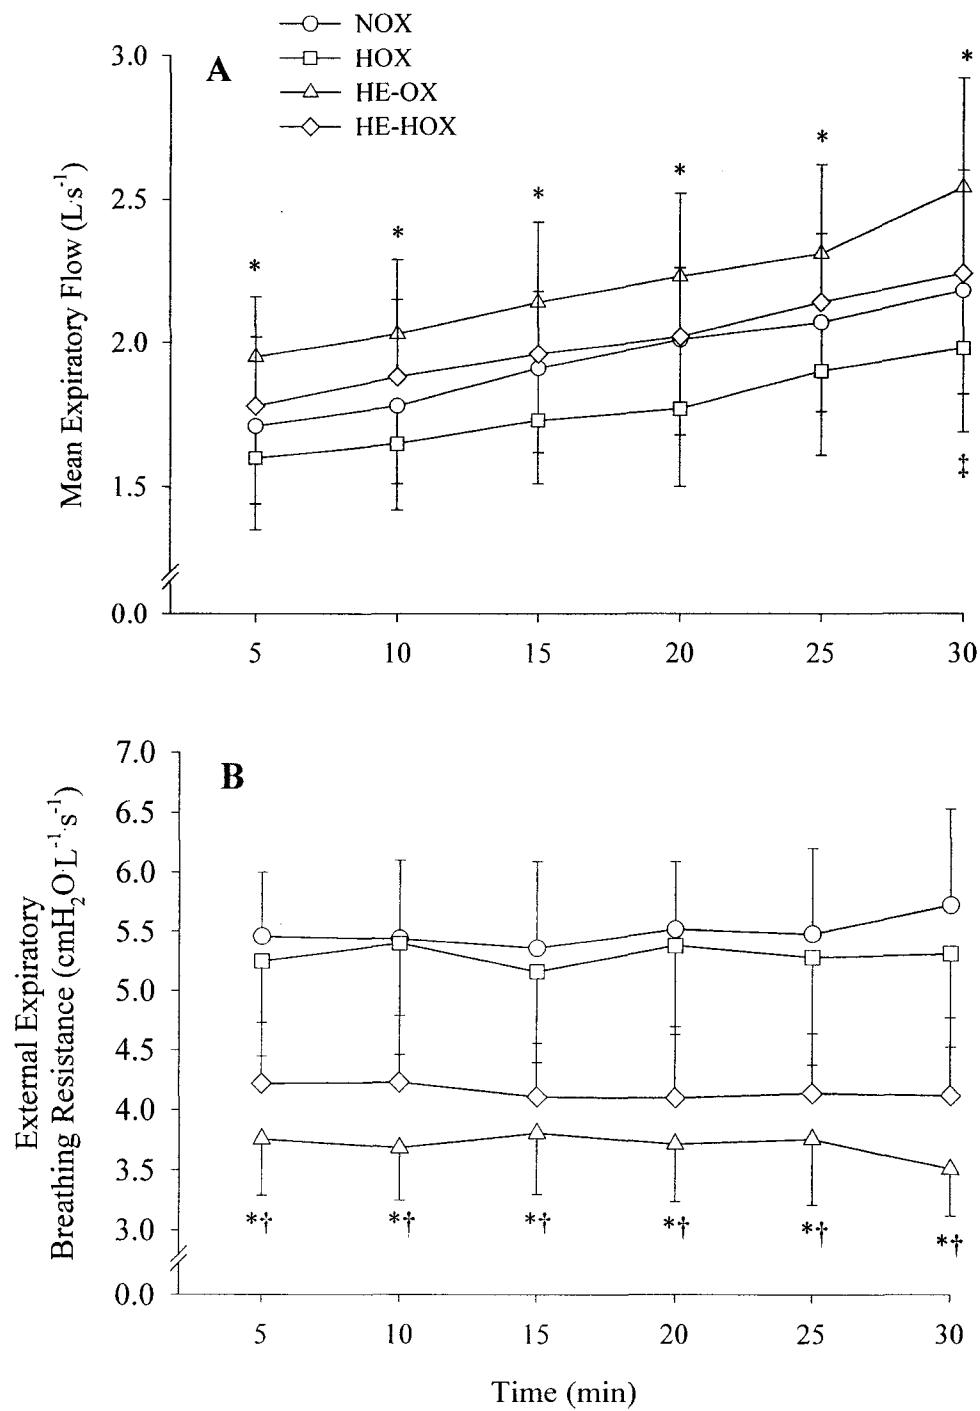 NOX
HOX
HE-OX
HE-HOX
A
Mean Expiratory Flow (L·s⁻¹)
3.0
2.5
2.0
1.5
0.0
* * * * * *
‡
5 10 15 20 25 30
B
External Expiratory
Breathing Resistance (cmH₂O·L⁻¹·s⁻¹)
7.0
6.5
6.0
5.5
5.0
4.5
4.0
3.5
3.0
0.0
*† *† *† *† *† *†
5 10 15 20 25 30
Time (min)